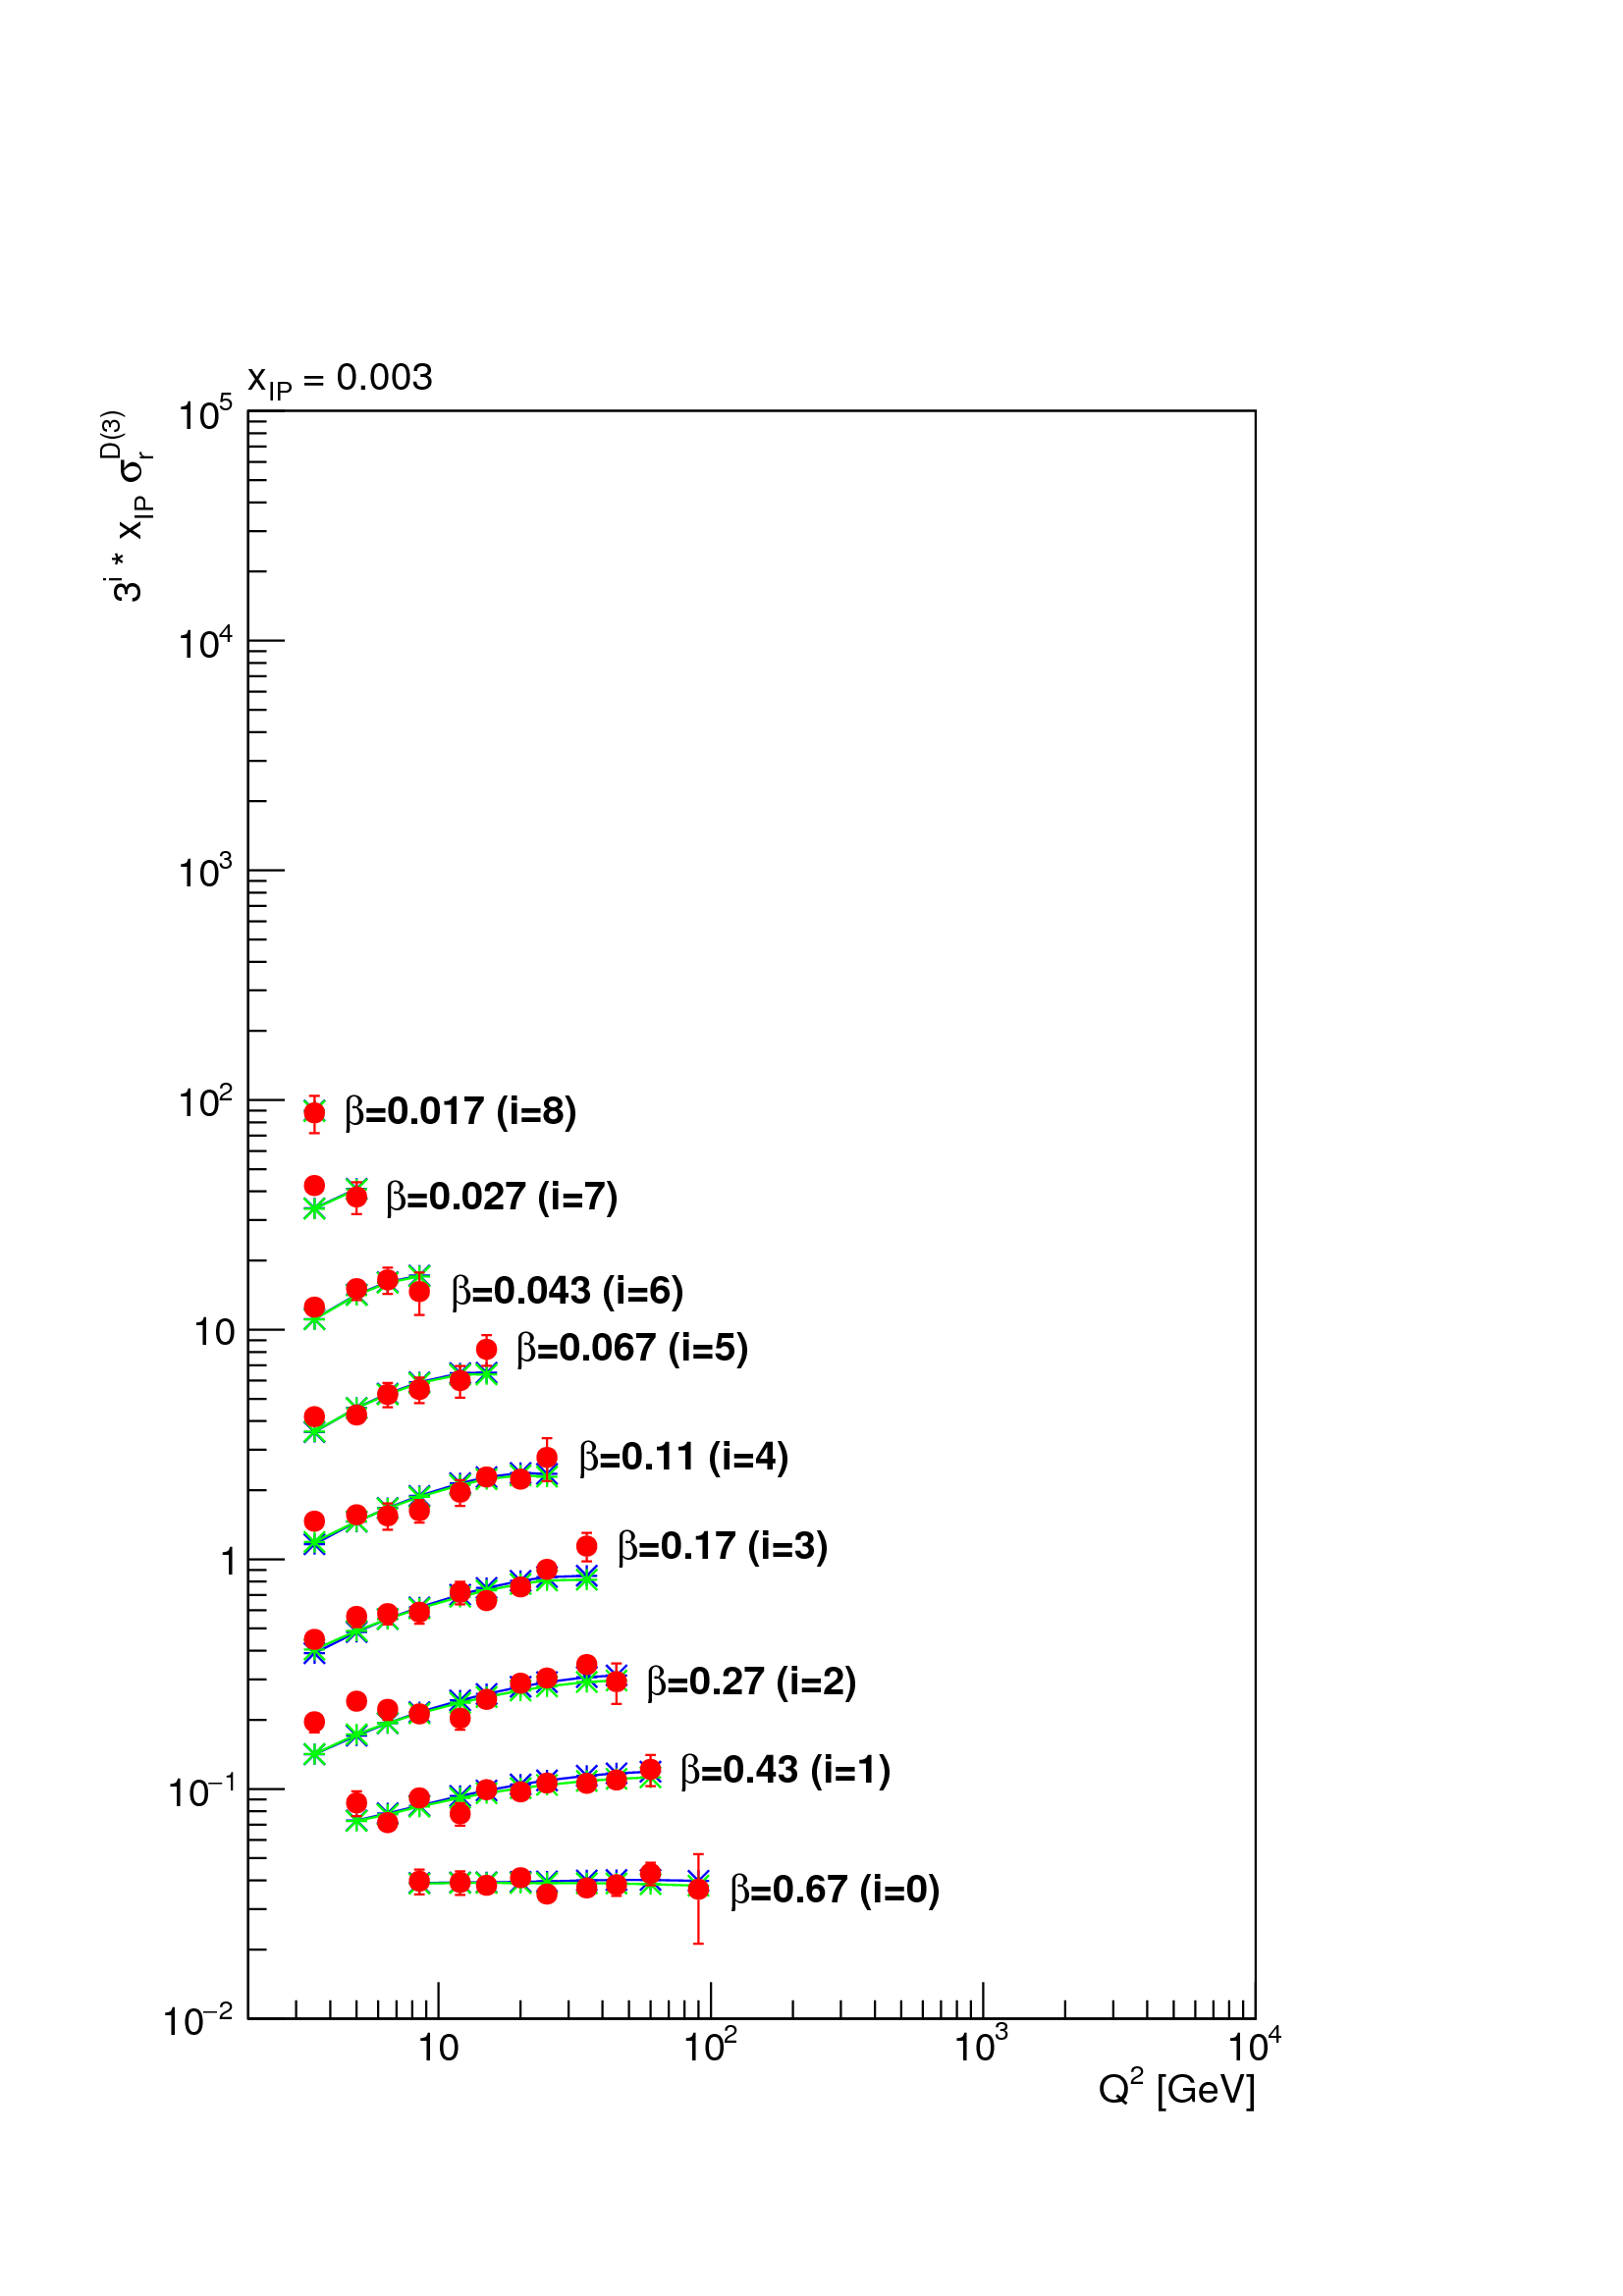 x_IP = 0.003
3^i * x_IP σ_r^D(3)
10^5
10^4
10^3
10^2
10
1
10^−1
10^−2
β=0.017 (i=8)
β=0.027 (i=7)
β=0.043 (i=6)
β=0.067 (i=5)
β=0.11 (i=4)
β=0.17 (i=3)
β=0.27 (i=2)
β=0.43 (i=1)
β=0.67 (i=0)
10 10^2 10^3 10^4
Q^2 [GeV]